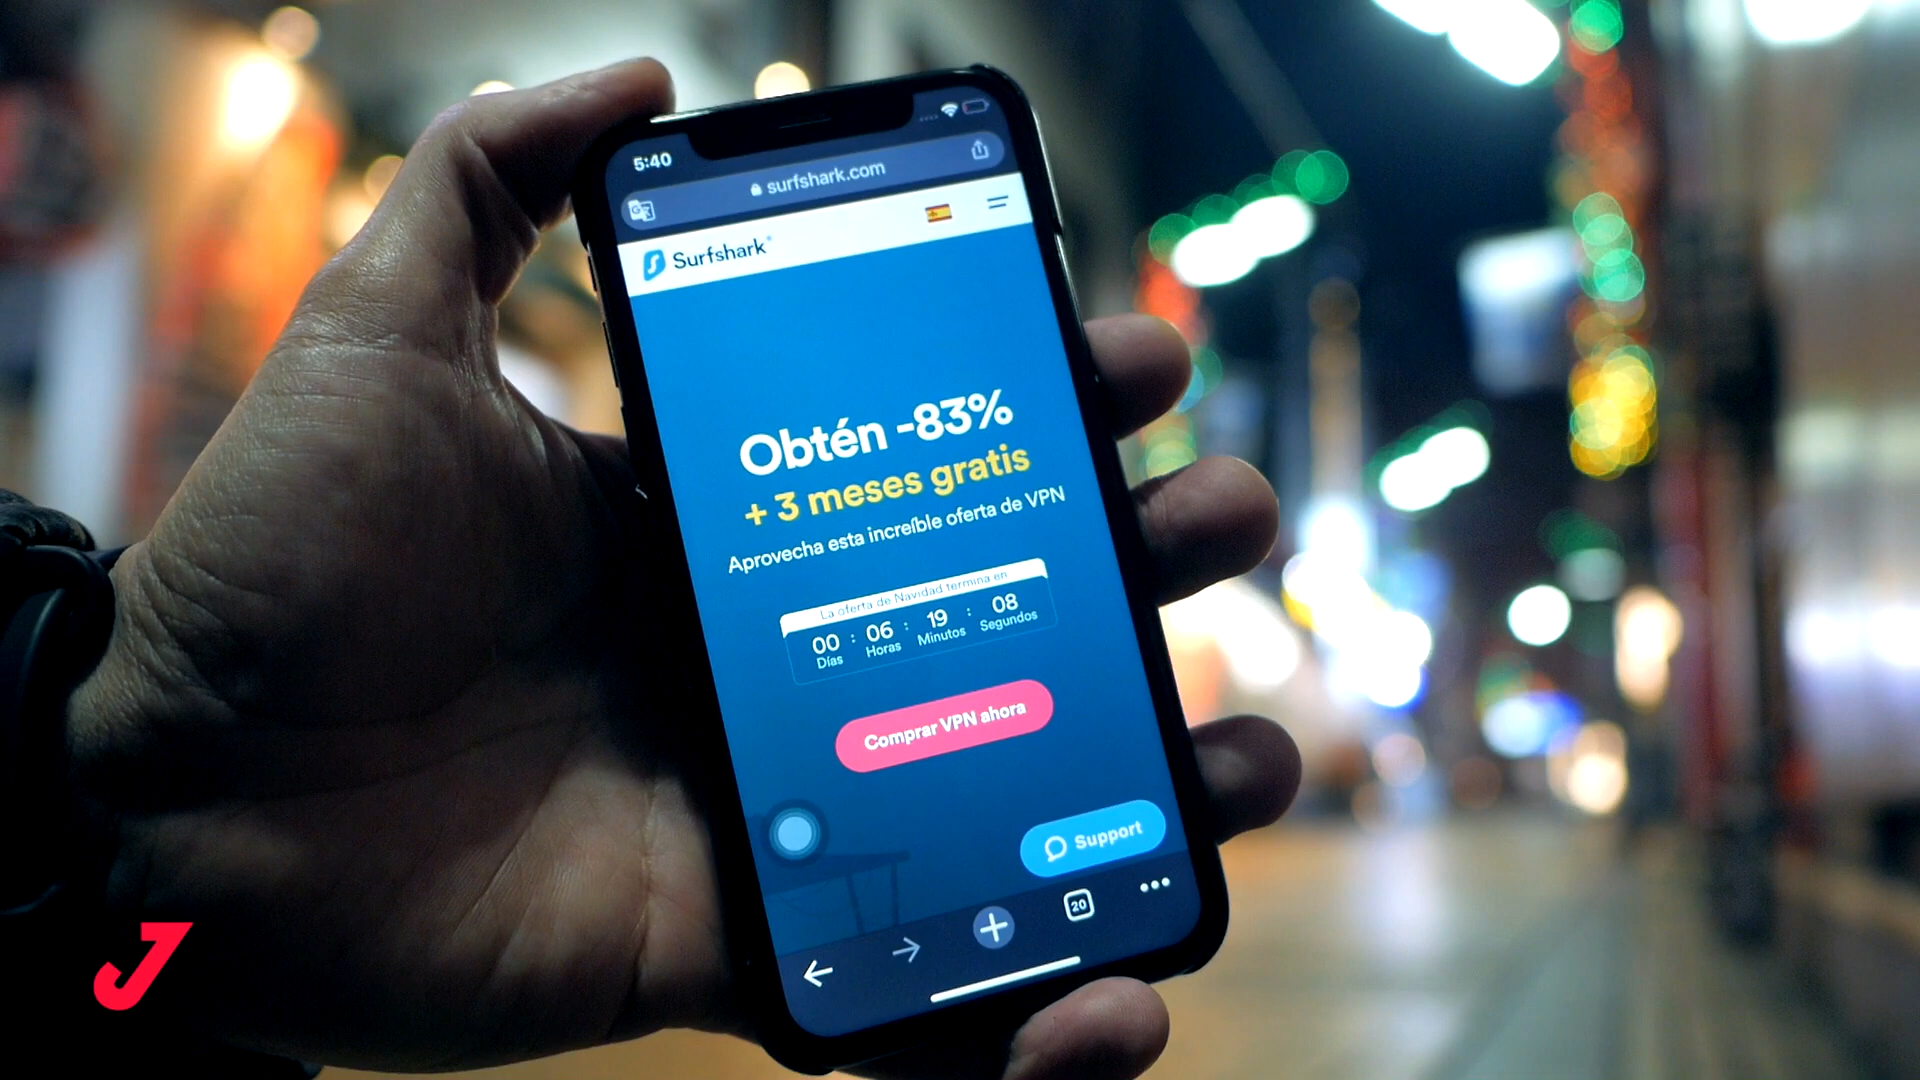 5:40
surfshark.com
Surfshark®
Obtén -83%
+ 3 meses gratis
Aprovecha esta increíble oferta de VPN
La oferta de Navidad termina en
00 : 06 : 19 : 08
Días Horas Minutos Segundos
Comprar VPN ahora
Support
20
J